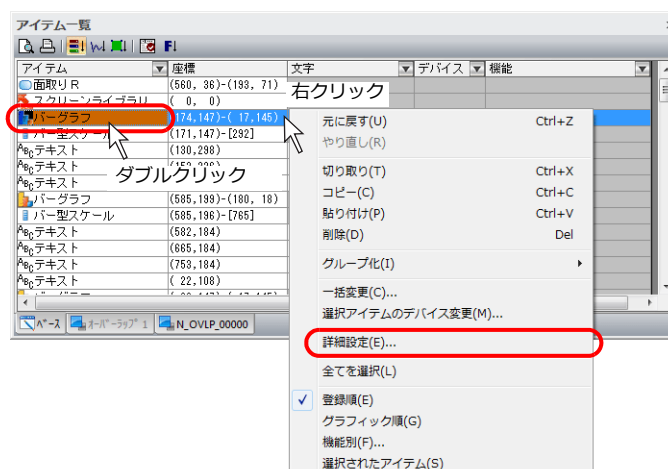 アイテム一覧
アイテム 座標 文字 デバイス 機能
面取りR (560, 36)-(193, 71)
右クリック
スクリーンライブラリ ( 0, 0)
バーグラフ (174,147)-( 17,145)
バー型スケール (171,147)-[292]
テキスト (130,298)
テキスト
ダブルクリック
テキスト
バーグラフ (585,199)-(180, 18)
バー型スケール (585,196)-[765]
テキスト (582,184)
テキスト (665,184)
テキスト (753,184)
テキスト ( 22,108)
ベース オーバーラップ 1 N_OVLP_00000
元に戻す(U) Ctrl+Z
やり直し(R)
切り取り(T) Ctrl+X
コピー(C) Ctrl+C
貼り付け(P) Ctrl+V
削除(D) Del
グループ化(I)
一括変更(C)...
選択アイテムのデバイス変更(M)...
詳細設定(E)...
全てを選択(L)
登録順(E)
グラフィック順(G)
機能別(F)...
選択されたアイテム(S)